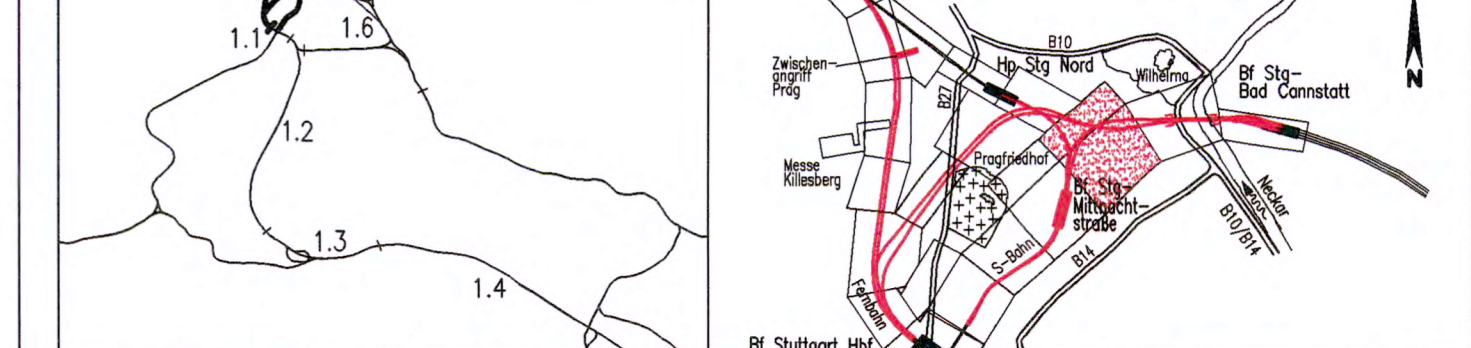 1.1
1.6
1.2
1.3
1.4
Zwischen-
angriff
Prag
B10
Hp Stg Nord
Wilhelma
Bf Stg-
Bad Cannstatt
N
B27
Messe
Killesberg
Pragfriedhof
Bf Stg-
Mittnacht-
straße
Neckar
B10/B14
S-Bahn
B14
Fernbahn
Bf Stuttgart Hbf